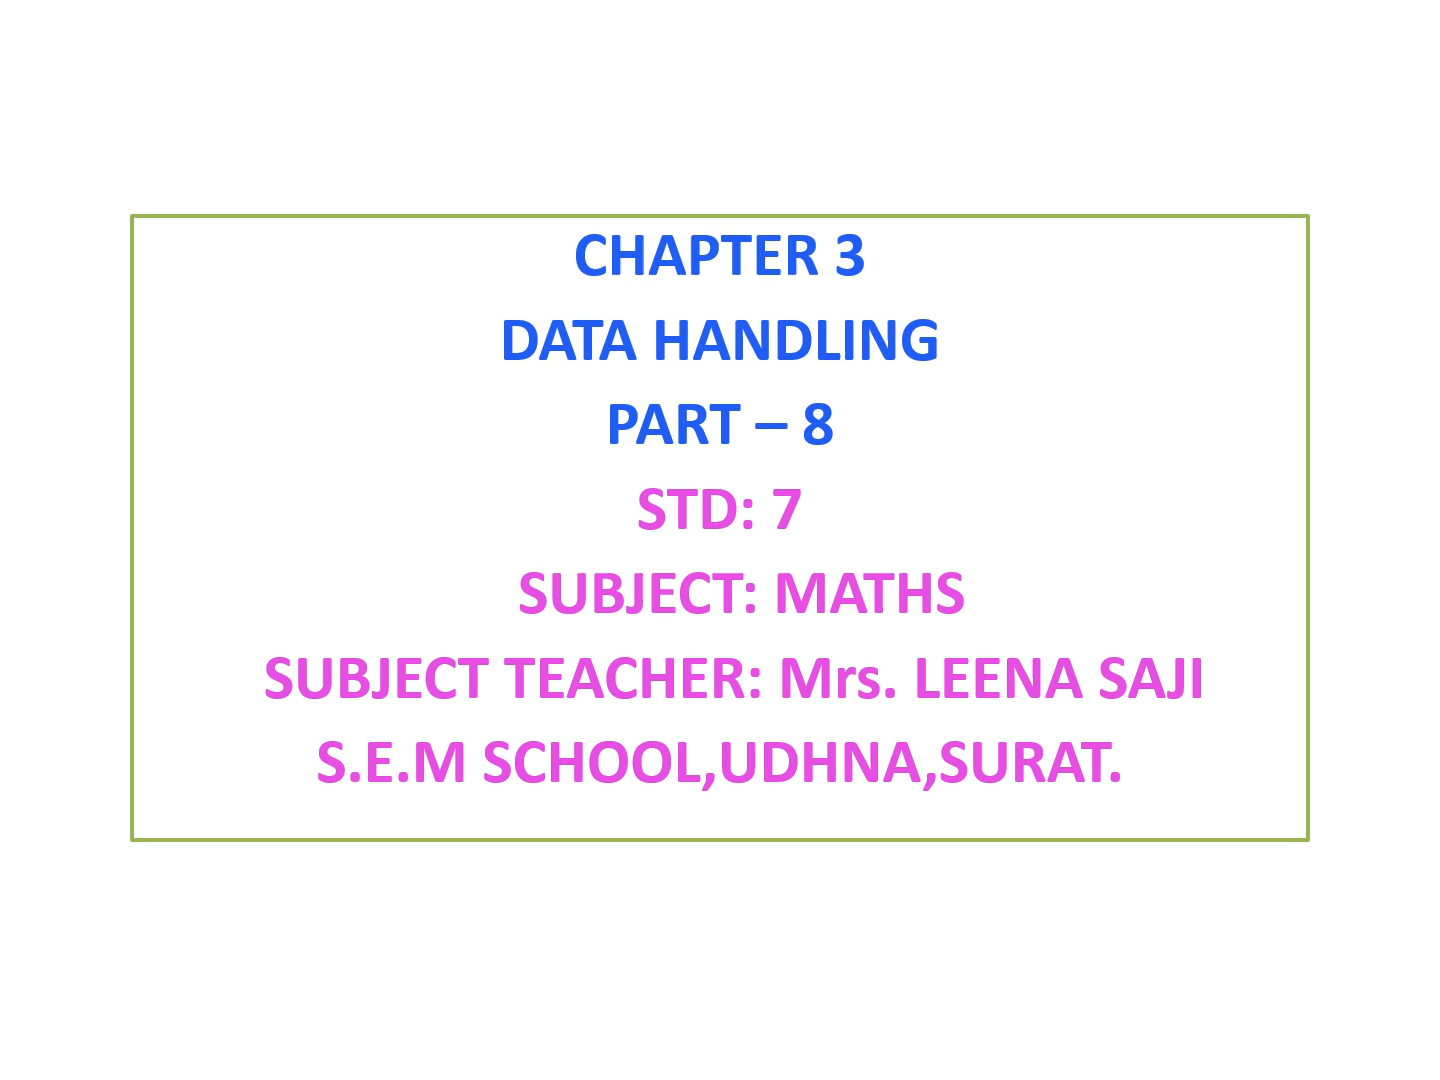 CHAPTER 3
DATA HANDLING
PART – 8
STD: 7
SUBJECT: MATHS
SUBJECT TEACHER: Mrs. LEENA SAJI
S.E.M SCHOOL,UDHNA,SURAT.